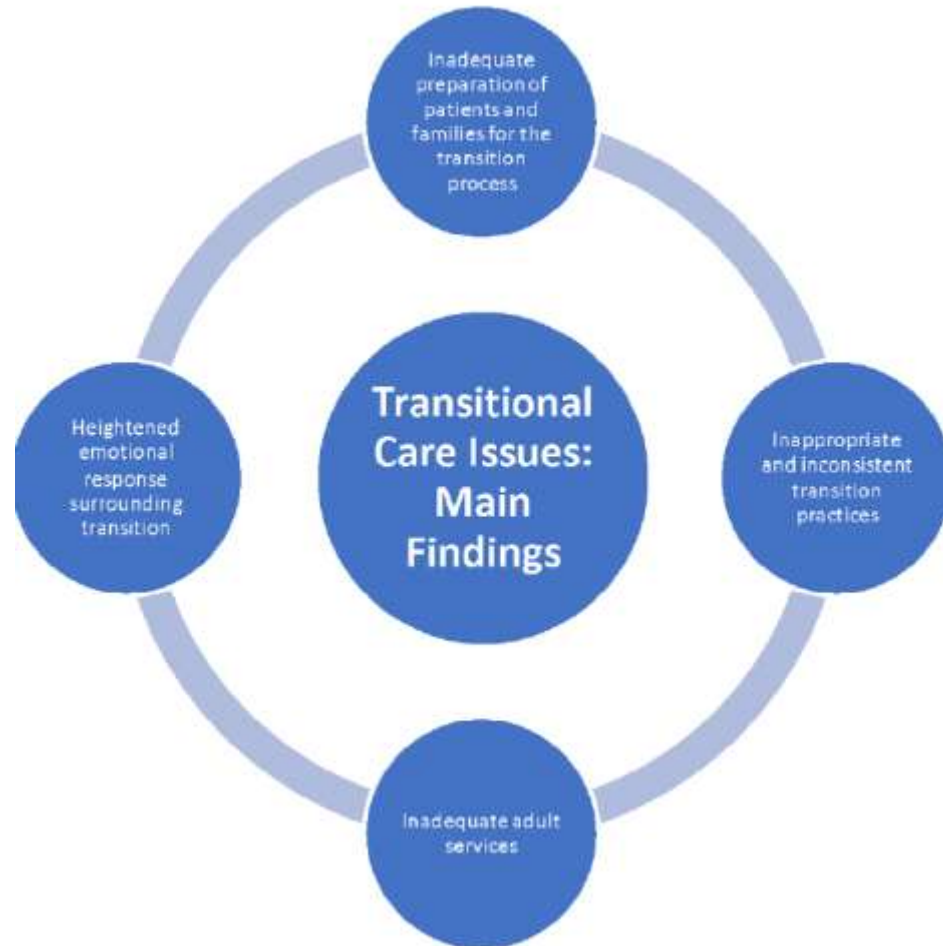 Inadequate
preparation of
patients and
families for the
transition
process
Transitional
Care Issues:
Main
Findings
Heightened
emotional
response
surrounding
transition
Inappropriate
and inconsistent
transition
practices
Inadequate adult
services